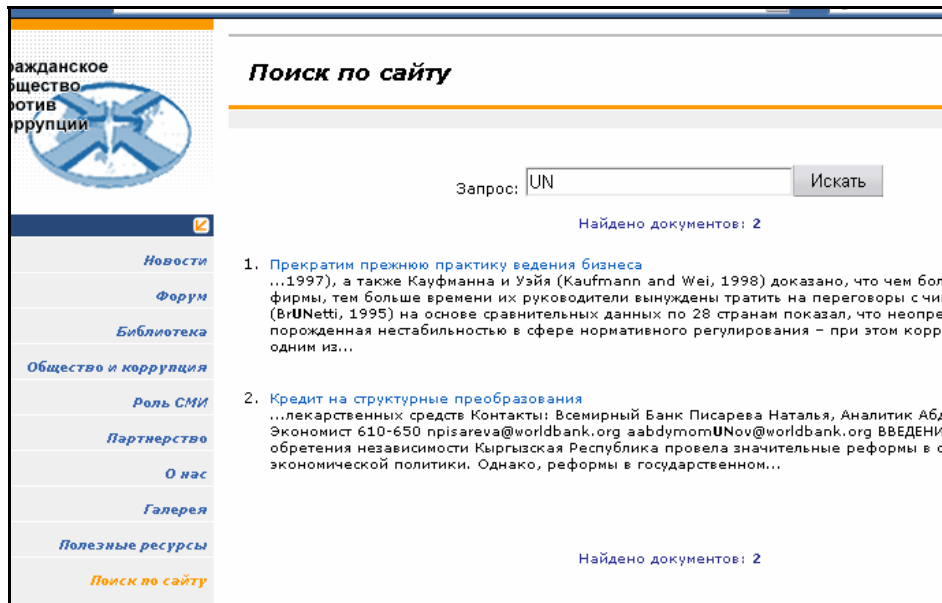 ажданское
щество
отив
ррупции
Поиск по сайту
Запрос: UN Искать
Найдено документов: 2
Новости
Форум
Библиотека
Общество и коррупция
Роль СМИ
Партнерство
О нас
Галерея
Полезные ресурсы
Поиск по сайту
1. Прекратим прежнюю практику ведения бизнеса
...1997), а также Кауфманна и Уэйя (Kaufmann and Wei, 1998) доказано, что чем бол
фирмы, тем больше времени их руководители вынуждены тратить на переговоры с чи
(BrUNetti, 1995) на основе сравнительных данных по 28 странам показал, что неопре
порожденная нестабильностью в сфере нормативного регулирования – при этом корр
одним из...
2. Кредит на структурные преобразования
...лекарственных средств Контакты: Всемирный Банк Писарева Наталья, Аналитик Абд
Экономист 610-650 npisareva@worldbank.org aabdymomUNov@worldbank.org ВВЕДЕНИ
обретения независимости Кыргызская Республика провела значительные реформы в с
экономической политики. Однако, реформы в государственном...
Найдено документов: 2